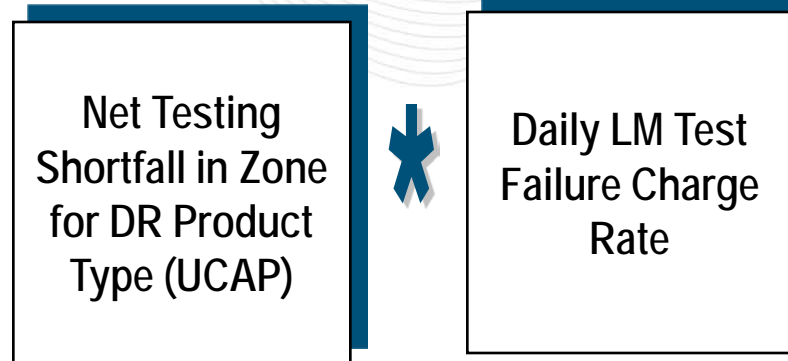 Net Testing
Shortfall in Zone
for DR Product
Type (UCAP)
*
Daily LM Test
Failure Charge
Rate